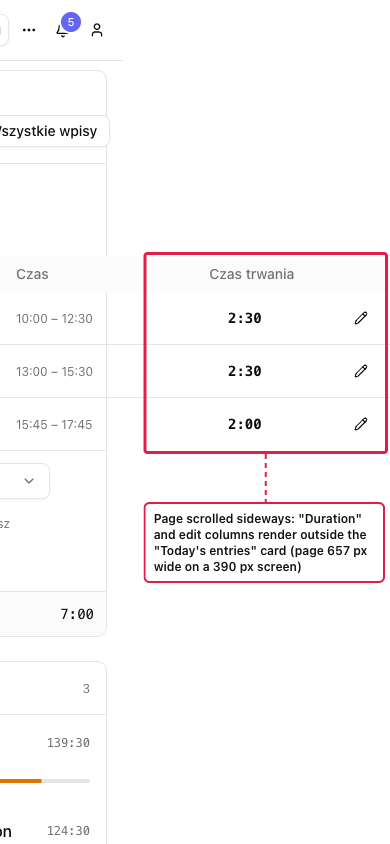 5
szystkie wpisy
Czas Czas trwania
10:00 – 12:30 2:30
13:00 – 15:30 2:30
15:45 – 17:45 2:00
sz
Page scrolled sideways: "Duration"
and edit columns render outside the
"Today's entries" card (page 657 px
wide on a 390 px screen)
7:00
3
139:30
on 124:30